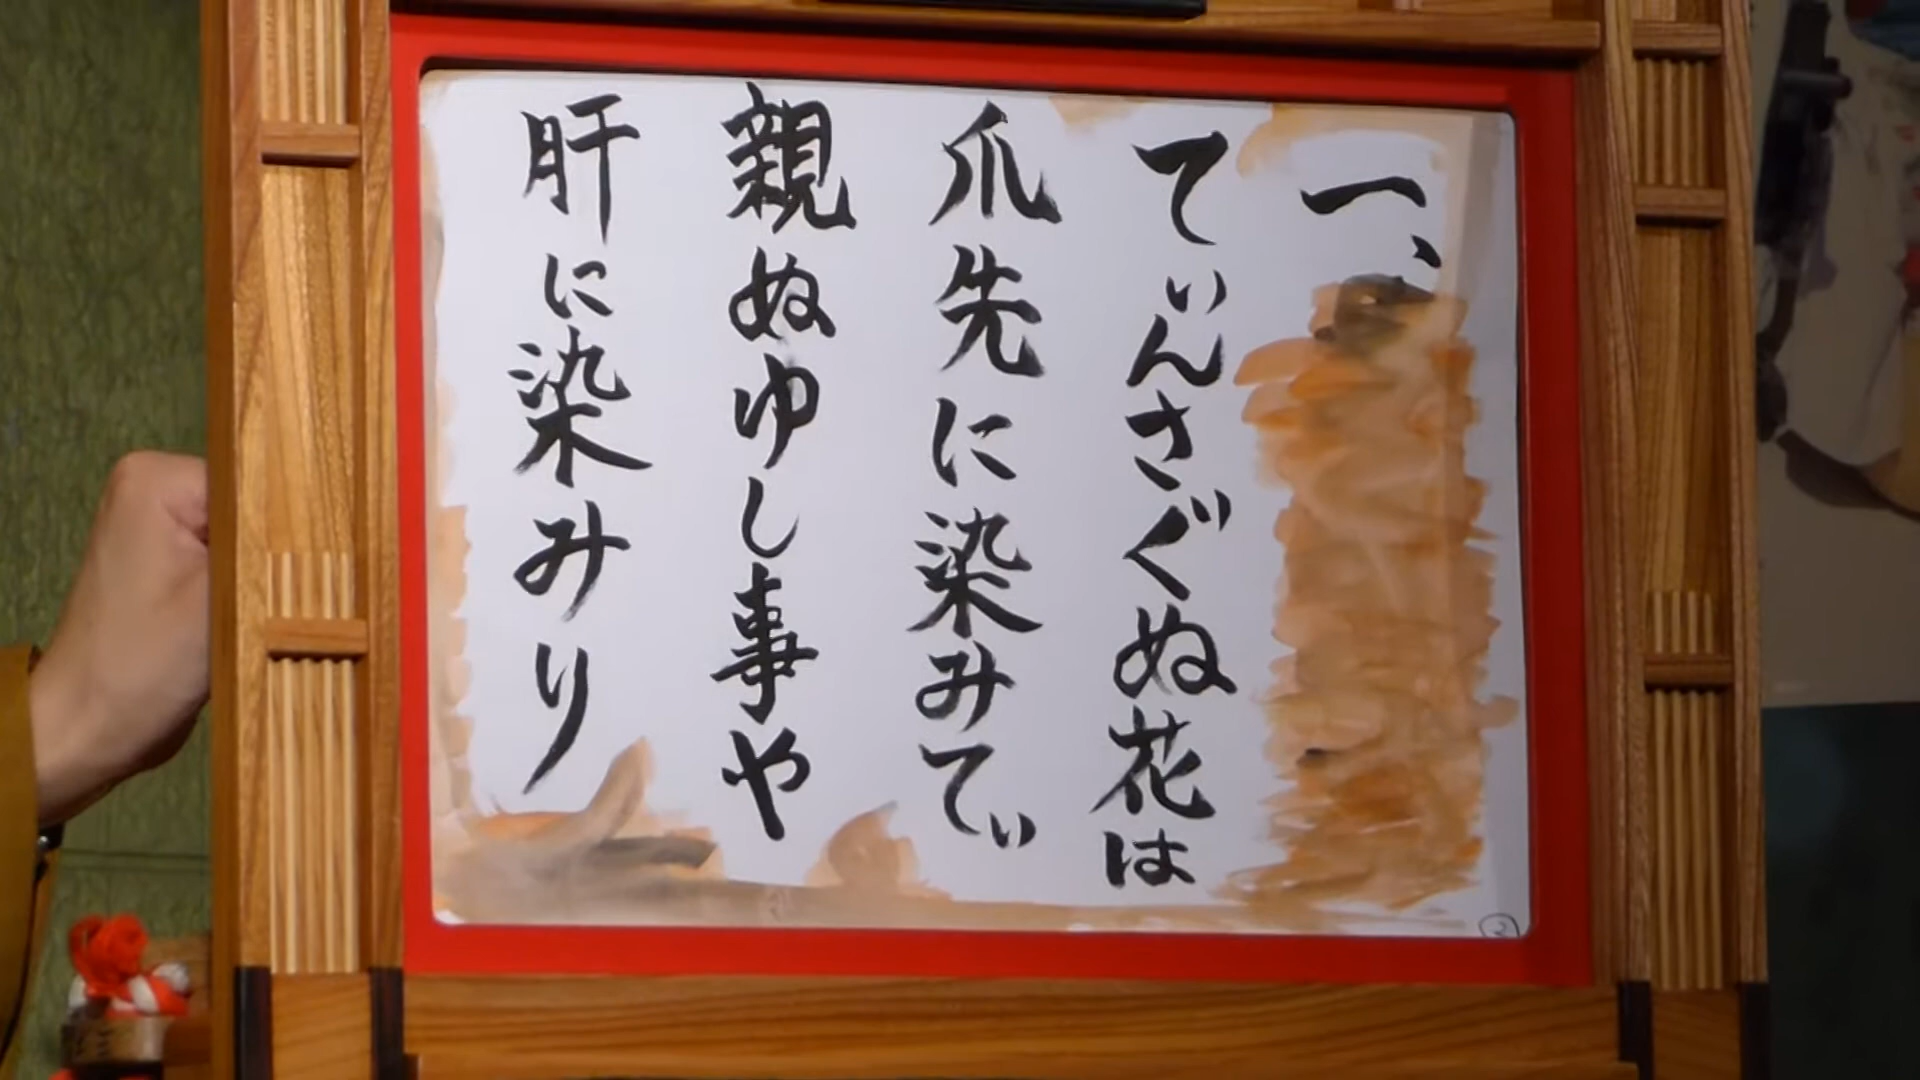 一、
てぃんさぐぬ花は
爪先に染みてぃ
親ぬゆし事や
肝に染みり
②